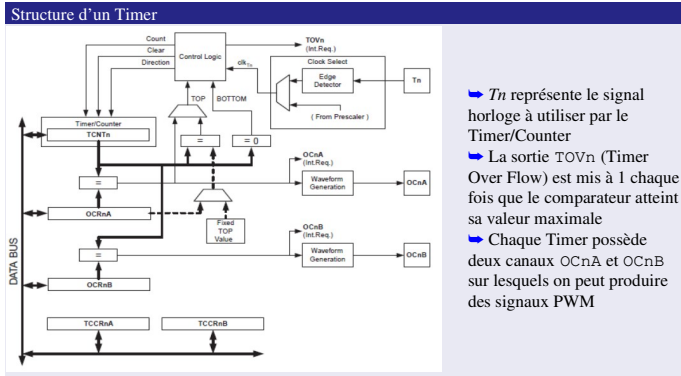 Structure d'un Timer
Count
Clear
Direction
Control Logic
TOVn
(Int.Req.)
clkTn
Clock Select
Edge
Detector
Tn
( From Prescaler )
TOP
BOTTOM
Timer/Counter
TCNTn
=
= 0
OCnA
(Int.Req.)
=
Waveform
Generation
OCnA
OCRnA
Fixed
TOP
Value
OCnB
(Int.Req.)
=
Waveform
Generation
OCnB
OCRnB
DATA BUS
TCCRnA
TCCRnB
➥ Tn représente le signal
horloge à utiliser par le
Timer/Counter
➥ La sortie TOVn (Timer
Over Flow) est mis à 1 chaque
fois que le comparateur atteint
sa valeur maximale
➥ Chaque Timer possède
deux canaux OCnA et OCnB
sur lesquels on peut produire
des signaux PWM